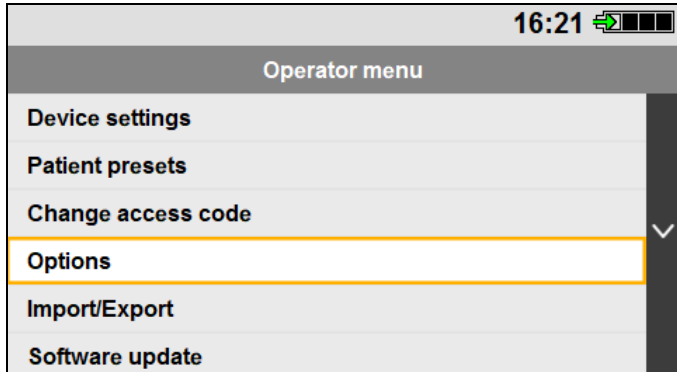 16:21
Operator menu
Device settings
Patient presets
Change access code
Options
Import/Export
Software update